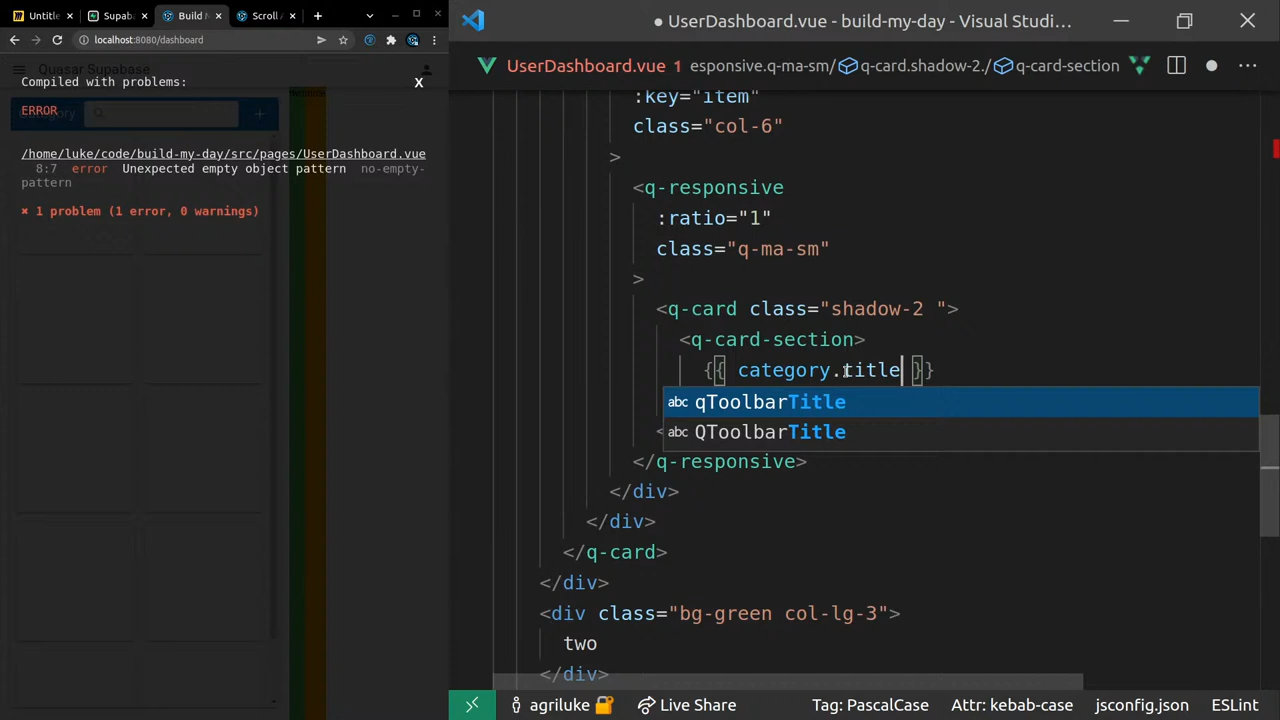 Untitle
Supaba
Build M
Scroll A
localhost:8080/dashboard
Quasar Supabase
Compiled with problems:
X
ERROR
/home/luke/code/build-my-day/src/pages/UserDashboard.vue
8:7 error Unexpected empty object pattern no-empty-
pattern
✖ 1 problem (1 error, 0 warnings)
● UserDashboard.vue - build-my-day - Visual Studi...
UserDashboard.vue 1 esponsive.q-ma-sm/ q-card.shadow-2./ q-card-section
:key="item"
class="col-6"
>
<q-responsive
:ratio="1"
class="q-ma-sm"
>
<q-card class="shadow-2 ">
<q-card-section>
{{ category.title }}
abc qToolbarTitle
abc QToolbarTitle
<
</q-responsive>
</div>
</div>
</q-card>
</div>
<div class="bg-green col-lg-3">
two
</div>
agriluke Live Share Tag: PascalCase Attr: kebab-case jsconfig.json ESLint